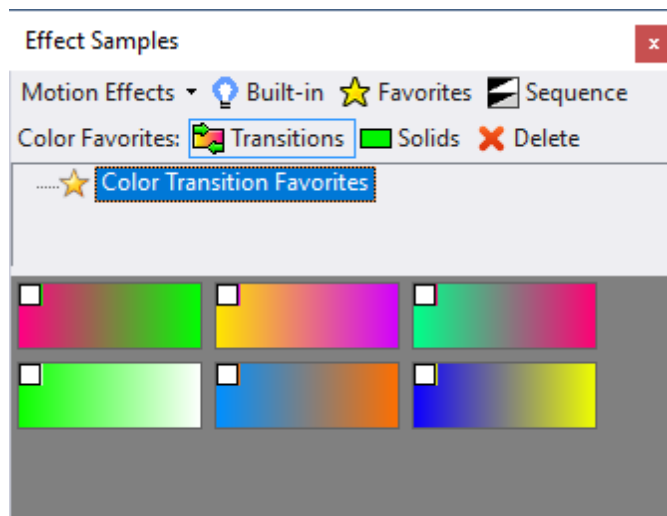 Effect Samples
x
Motion Effects Built-in Favorites Sequence
Color Favorites: Transitions Solids Delete
Color Transition Favorites